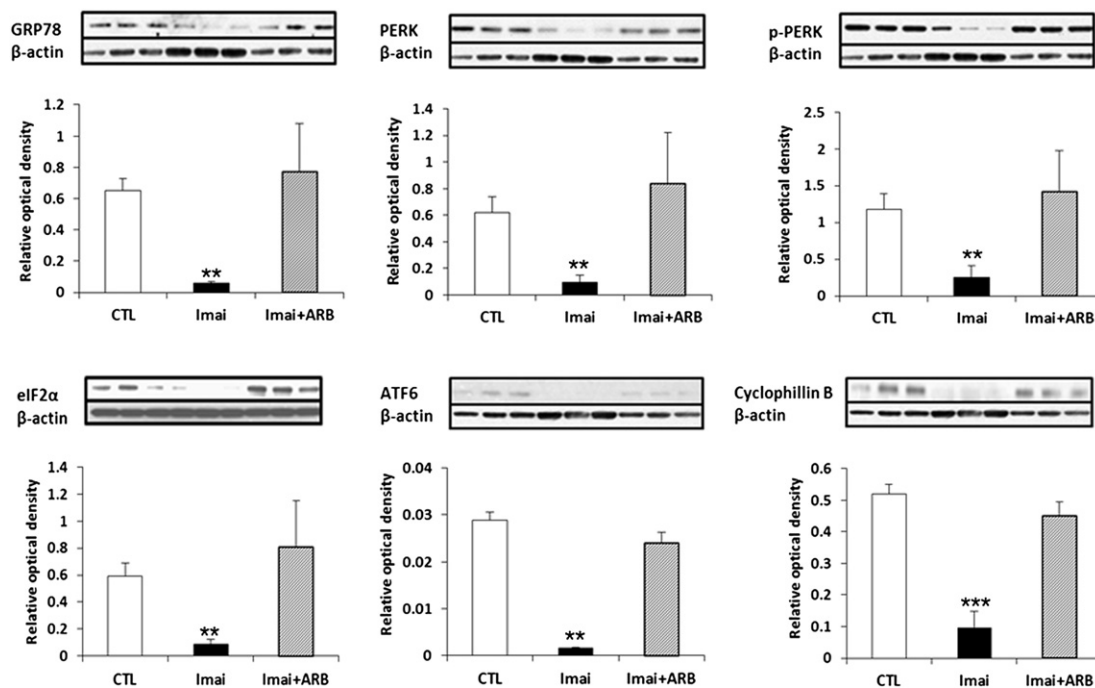 GRP78
β-actin
Relative optical density
1.2
1
0.8
0.6
0.4
0.2
0
**
CTL Imai Imai+ARB
PERK
β-actin
Relative optical density
1.4
1.2
1
0.8
0.6
0.4
0.2
0
**
CTL Imai Imai+ARB
p-PERK
β-actin
Relative optical density
2.5
2
1.5
1
0.5
0
**
CTL Imai Imai+ARB
eIF2α
β-actin
Relative optical density
1.4
1.2
1
0.8
0.6
0.4
0.2
0
**
CTL Imai Imai+ARB
ATF6
β-actin
Relative optical density
0.04
0.03
0.02
0.01
0
**
CTL Imai Imai+ARB
Cyclophillin B
β-actin
Relative optical density
0.6
0.5
0.4
0.3
0.2
0.1
0
***
CTL Imai Imai+ARB